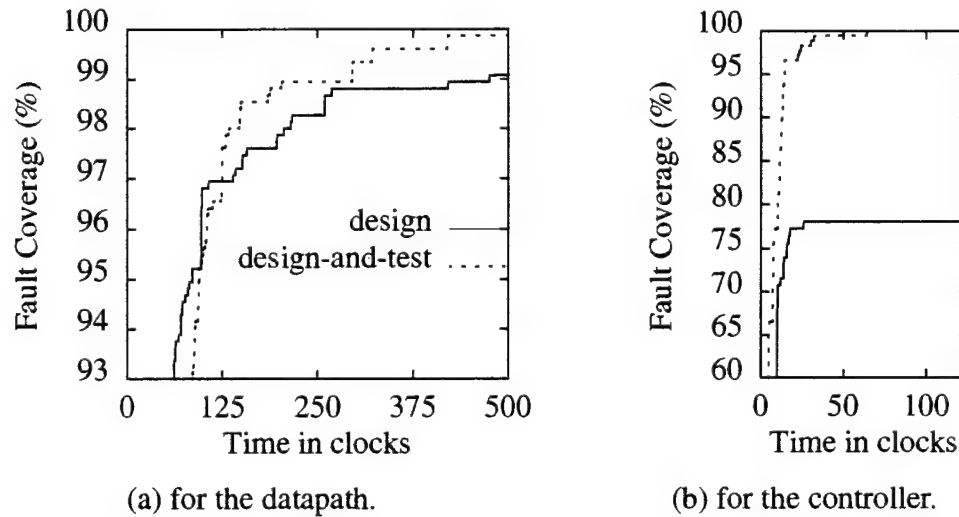 100
99
98
97
96
95
94
93
Fault Coverage (%)
design
design-and-test
0 125 250 375 500
Time in clocks
(a) for the datapath.
100
95
90
85
80
75
70
65
60
Fault Coverage (%)
0 50 100
Time in clocks
(b) for the controller.